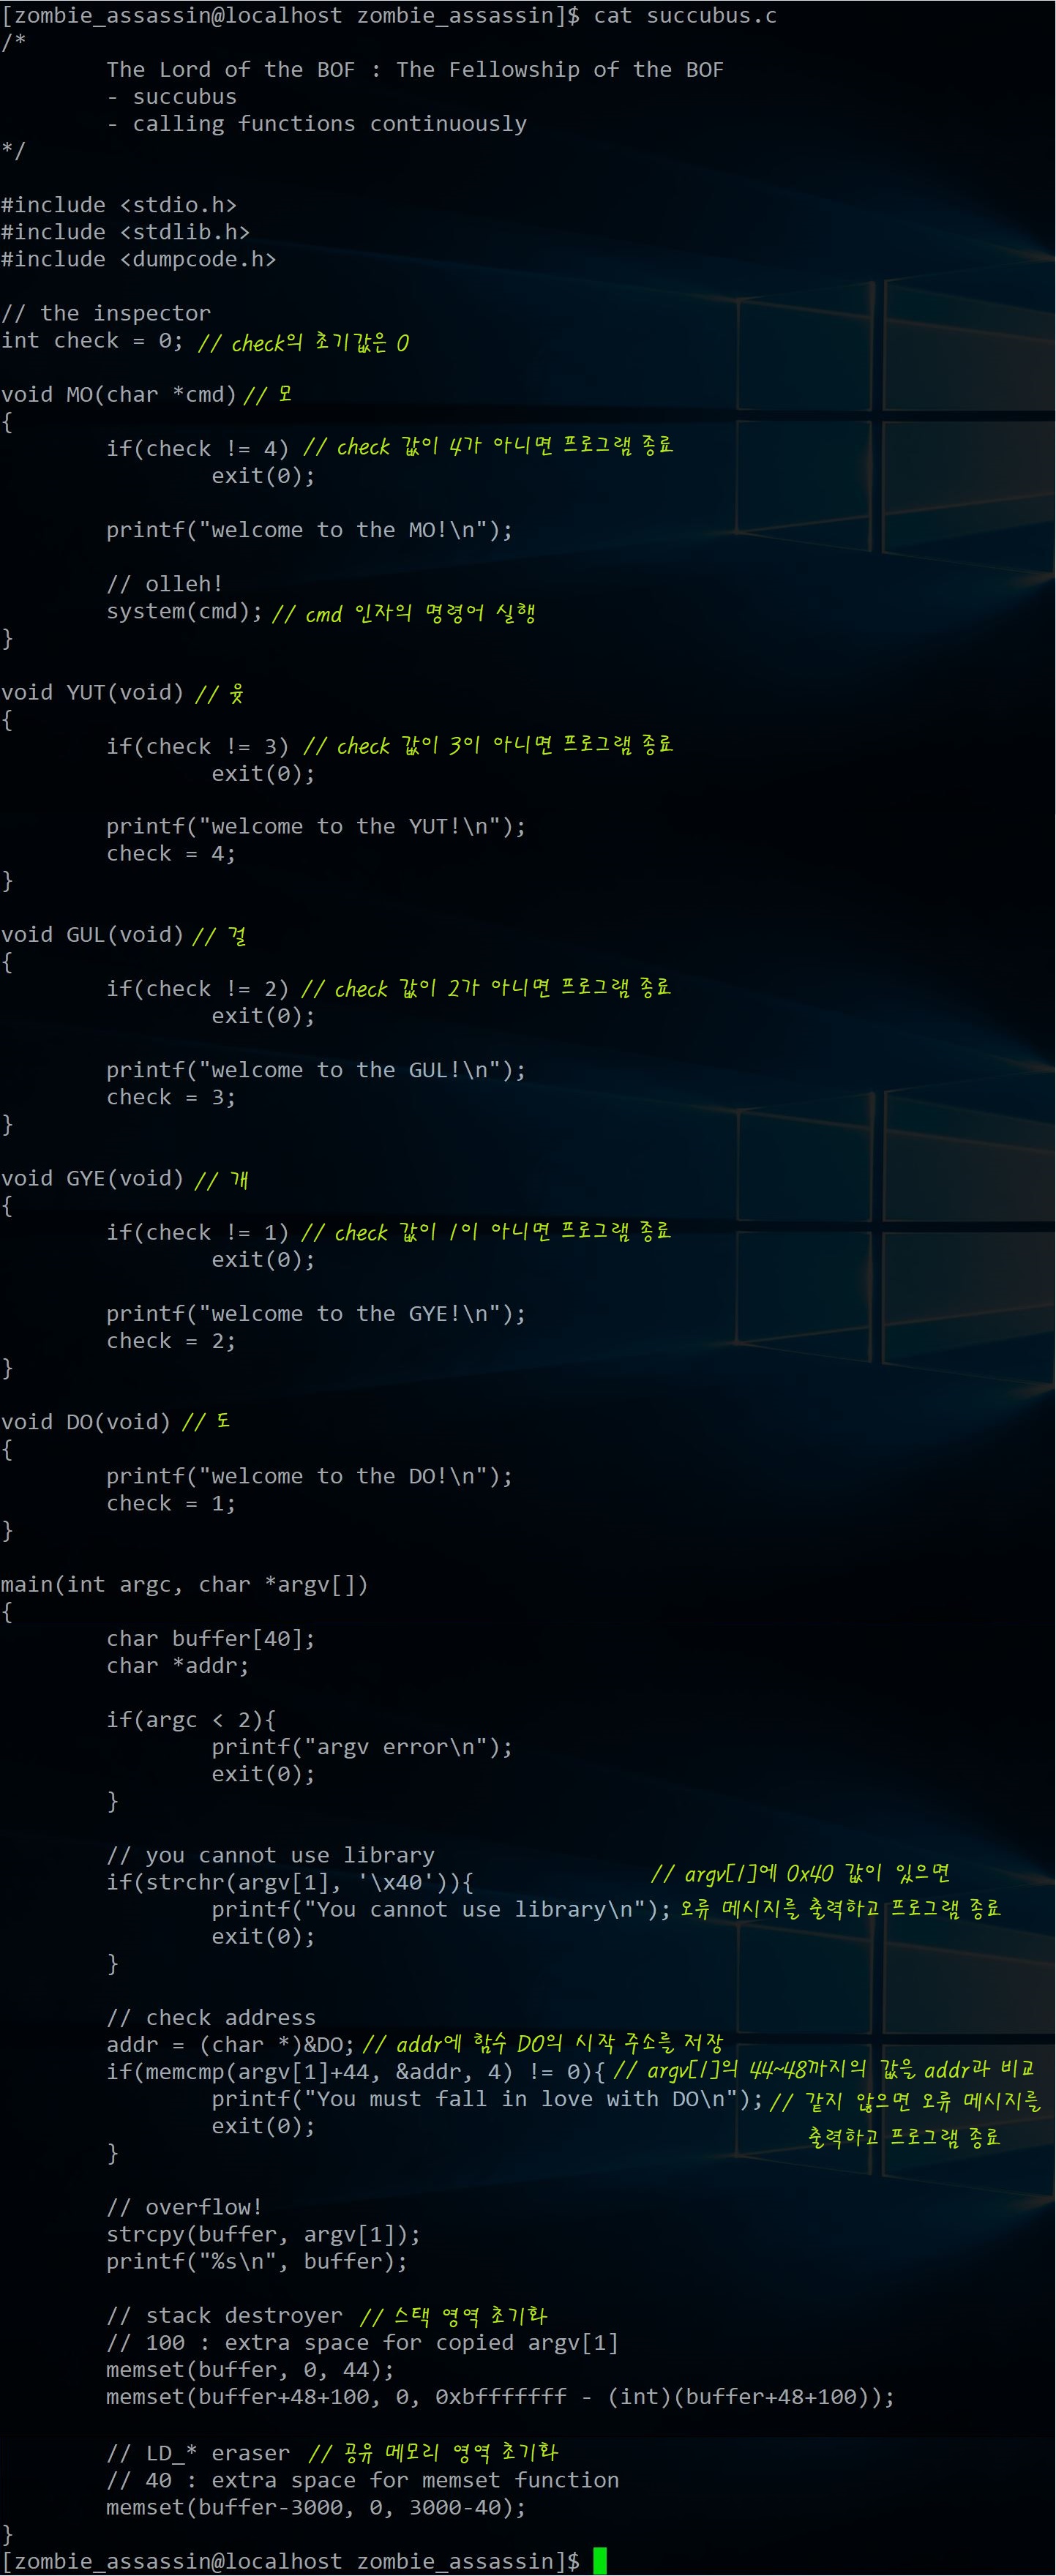 [zombie_assassin@localhost zombie_assassin]$ cat succubus.c
/*
        The Lord of the BOF : The Fellowship of the BOF
        - succubus
        - calling functions continuously
*/

#include <stdio.h>
#include <stdlib.h>
#include <dumpcode.h>

// the inspector
int check = 0; // check의 초기값은 0

void MO(char *cmd) // 모
{
        if(check != 4) // check 값이 4가 아니면 프로그램 종료
                exit(0);

        printf("welcome to the MO!\n");

        // olleh!
        system(cmd); // cmd 인자의 명령어 실행
}

void YUT(void) // 윷
{
        if(check != 3) // check 값이 3이 아니면 프로그램 종료
                exit(0);

        printf("welcome to the YUT!\n");
        check = 4;
}

void GUL(void) // 걸
{
        if(check != 2) // check 값이 2가 아니면 프로그램 종료
                exit(0);

        printf("welcome to the GUL!\n");
        check = 3;
}

void GYE(void) // 개
{
        if(check != 1) // check 값이 1이 아니면 프로그램 종료
                exit(0);

        printf("welcome to the GYE!\n");
        check = 2;
}

void DO(void) // 도
{
        printf("welcome to the DO!\n");
        check = 1;
}

main(int argc, char *argv[])
{
        char buffer[40];
        char *addr;

        if(argc < 2){
                printf("argv error\n");
                exit(0);
        }

        // you cannot use library
        if(strchr(argv[1], '\x40')){ // argv[1]에 0x40 값이 있으면
                printf("You cannot use library\n"); 오류 메시지를 출력하고 프로그램 종료
                exit(0);
        }

        // check address
        addr = (char *)&DO; // addr에 함수 DO의 시작 주소를 저장
        if(memcmp(argv[1]+44, &addr, 4) != 0){ // argv[1]의 44~48까지의 값을 addr과 비교
                printf("You must fall in love with DO\n"); // 같지 않으면 오류 메시지를
                exit(0); 출력하고 프로그램 종료
        }

        // overflow!
        strcpy(buffer, argv[1]);
        printf("%s\n", buffer);

        // stack destroyer // 스택 영역 초기화
        // 100 : extra space for copied argv[1]
        memset(buffer, 0, 44);
        memset(buffer+48+100, 0, 0xbfffffff - (int)(buffer+48+100));

        // LD_* eraser // 공유 메모리 영역 초기화
        // 40 : extra space for memset function
        memset(buffer-3000, 0, 3000-40);
}
[zombie_assassin@localhost zombie_assassin]$